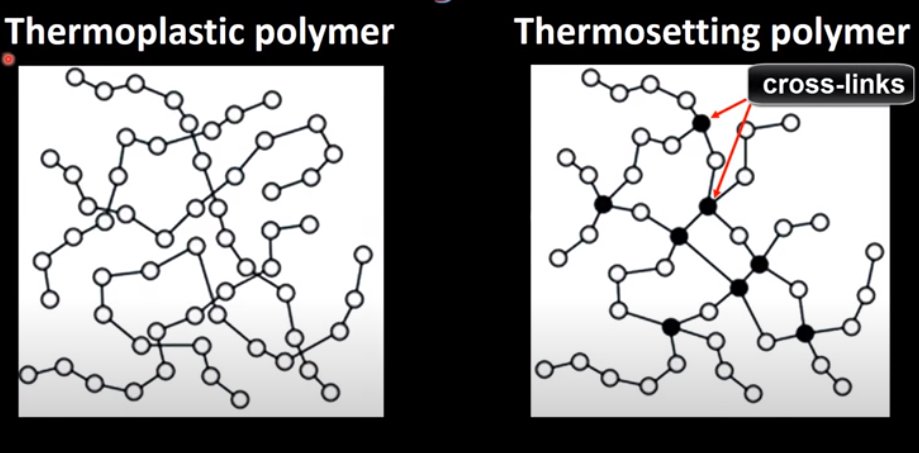 Thermoplastic polymer
Thermosetting polymer
cross-links